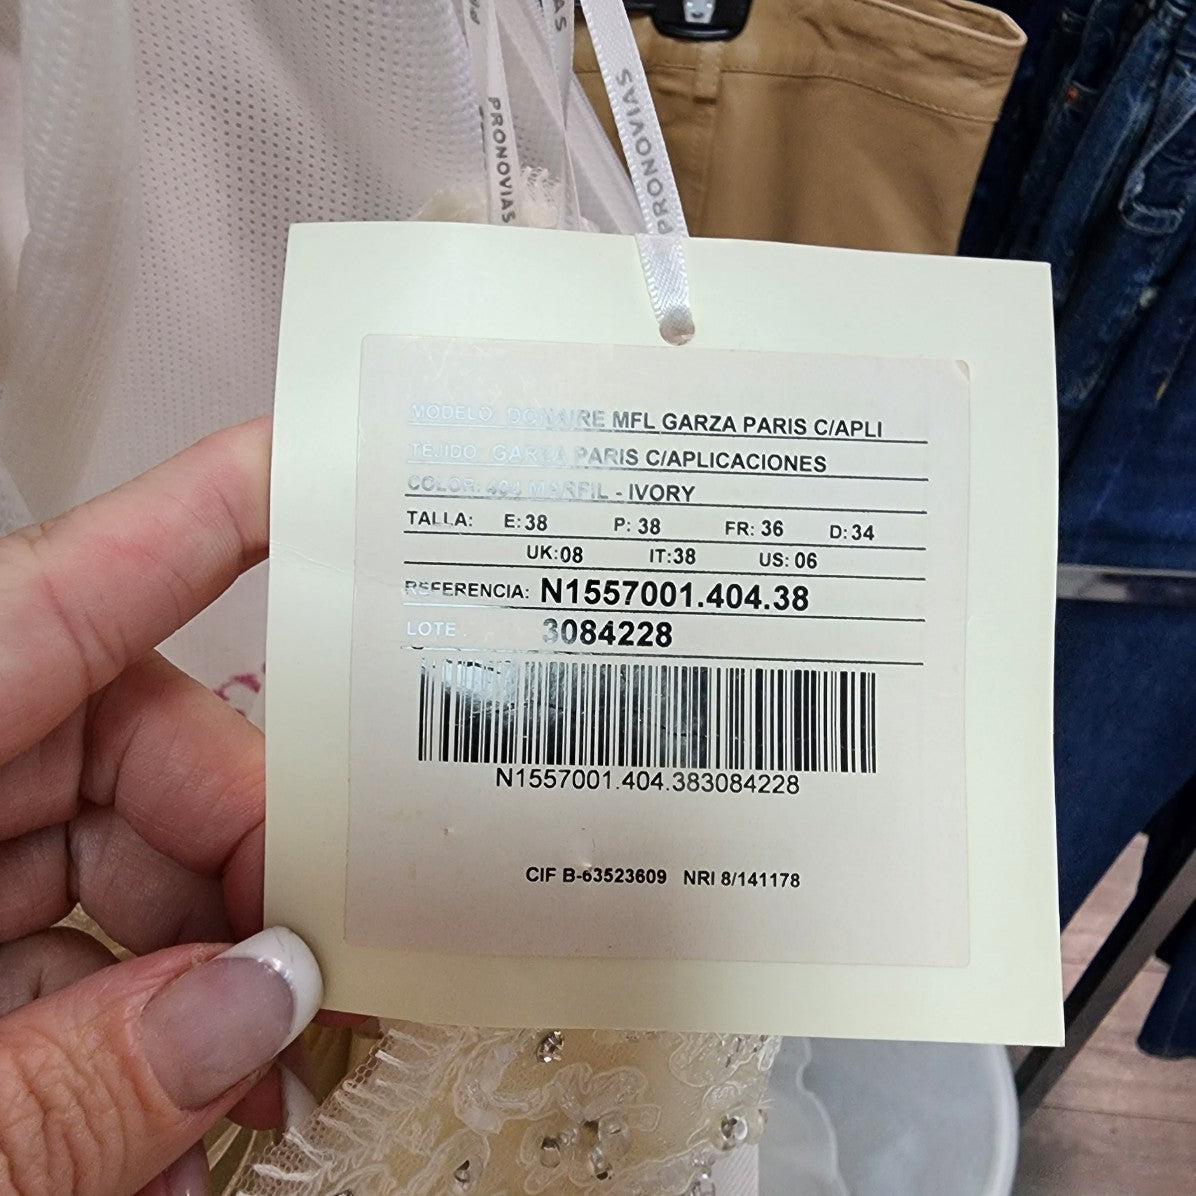 PRONOVIAS
PRONOVIAS
MODELO: DONAIRE MFL GARZA PARIS C/APLI
TEJIDO: GARZA PARIS C/APLICACIONES
COLOR: 404 MARFIL - IVORY
TALLA: E: 38 P: 38 FR: 36 D: 34
UK: 08 IT: 38 US: 06
REFERENCIA: N1557001.404.38
LOTE: 3084228
N1557001.404.383084228
CIF B-63523609 NRI 8/141178